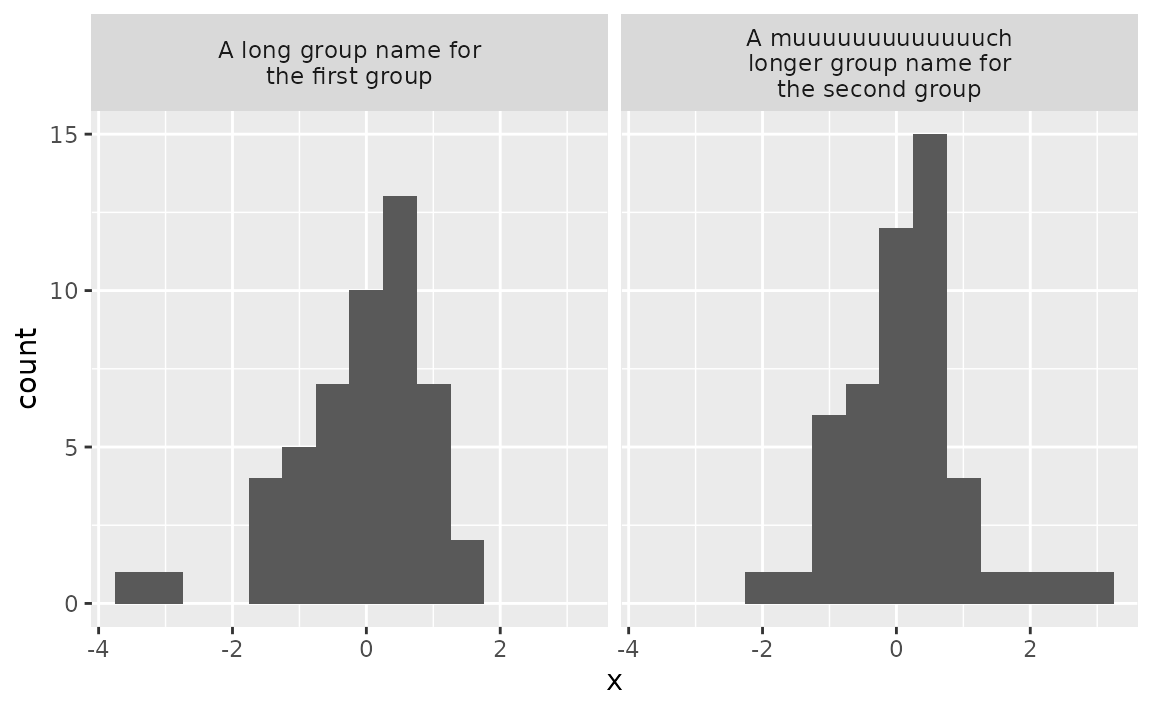 A long group name for
the first group
A muuuuuuuuuuuuuch
longer group name for
the second group
15
10
5
0
count
-4
-2
0
2
-4
-2
0
2
x